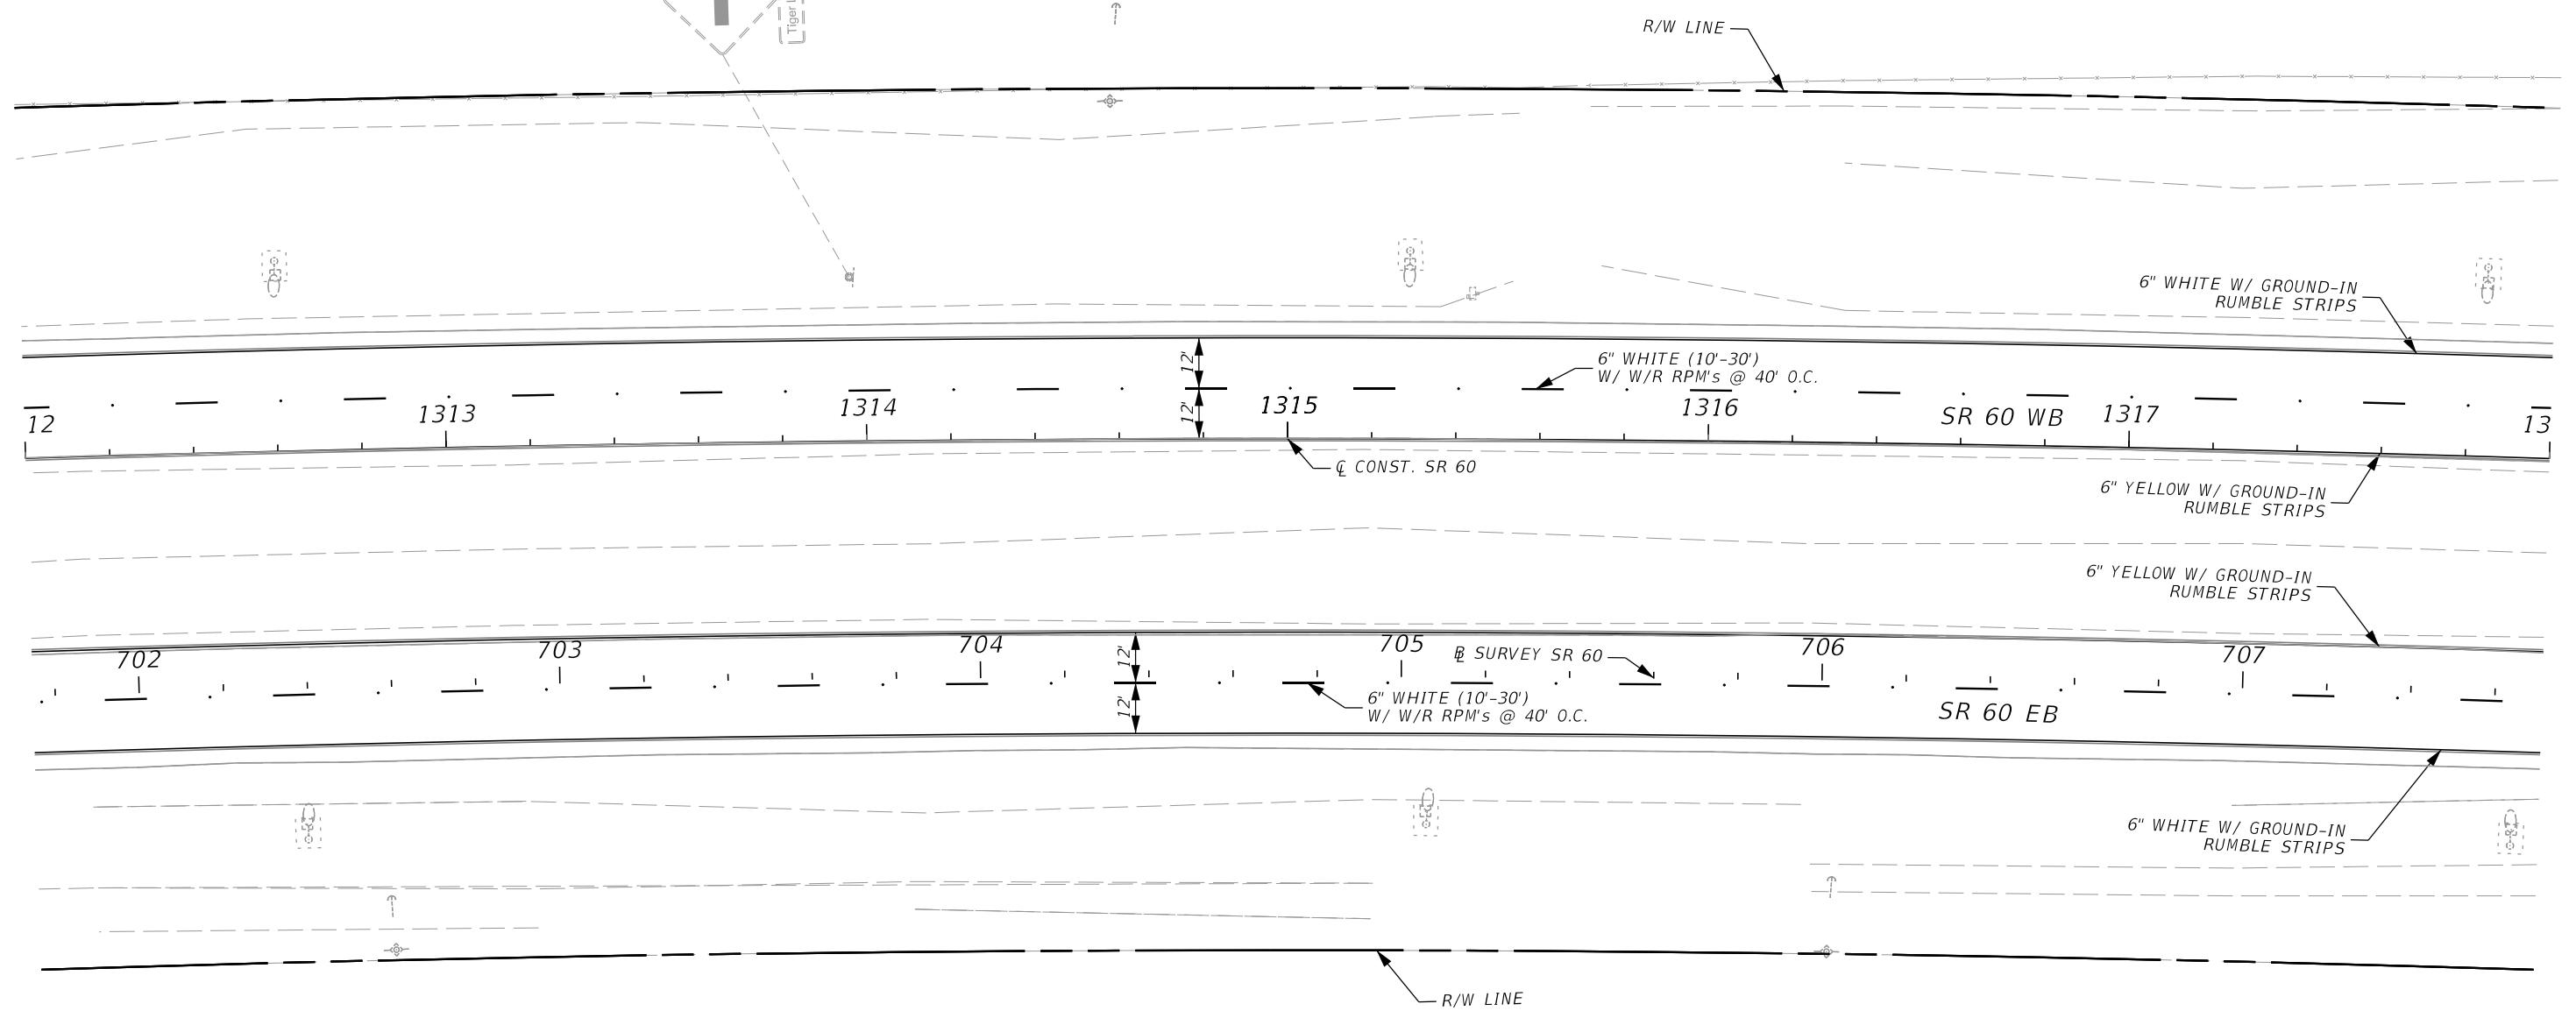 Tiger
R/W LINE
6" WHITE W/ GROUND-IN
RUMBLE STRIPS
12'
6" WHITE (10'-30')
W/ W/R RPM's @ 40' O.C.
12
1313
1314
12'
1315
1316
SR 60 WB
1317
13
℄ CONST. SR 60
6" YELLOW W/ GROUND-IN
RUMBLE STRIPS
6" YELLOW W/ GROUND-IN
RUMBLE STRIPS
702
703
704
12'
705
BL SURVEY SR 60
706
707
12'
6" WHITE (10'-30')
W/ W/R RPM's @ 40' O.C.
SR 60 EB
6" WHITE W/ GROUND-IN
RUMBLE STRIPS
R/W LINE